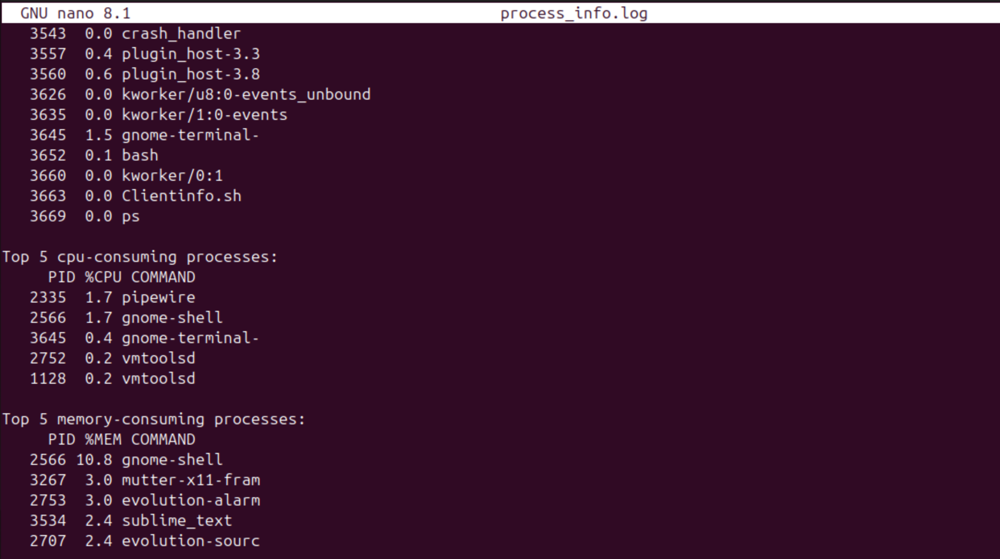 GNU nano 8.1 process_info.log
3543 0.0 crash_handler
3557 0.4 plugin_host-3.3
3560 0.6 plugin_host-3.8
3626 0.0 kworker/u8:0-events_unbound
3635 0.0 kworker/1:0-events
3645 1.5 gnome-terminal-
3652 0.1 bash
3660 0.0 kworker/0:1
3663 0.0 Clientinfo.sh
3669 0.0 ps
Top 5 cpu-consuming processes:
PID %CPU COMMAND
2335 1.7 pipewire
2566 1.7 gnome-shell
3645 0.4 gnome-terminal-
2752 0.2 vmtoolsd
1128 0.2 vmtoolsd
Top 5 memory-consuming processes:
PID %MEM COMMAND
2566 10.8 gnome-shell
3267 3.0 mutter-x11-fram
2753 3.0 evolution-alarm
3534 2.4 sublime_text
2707 2.4 evolution-sourc